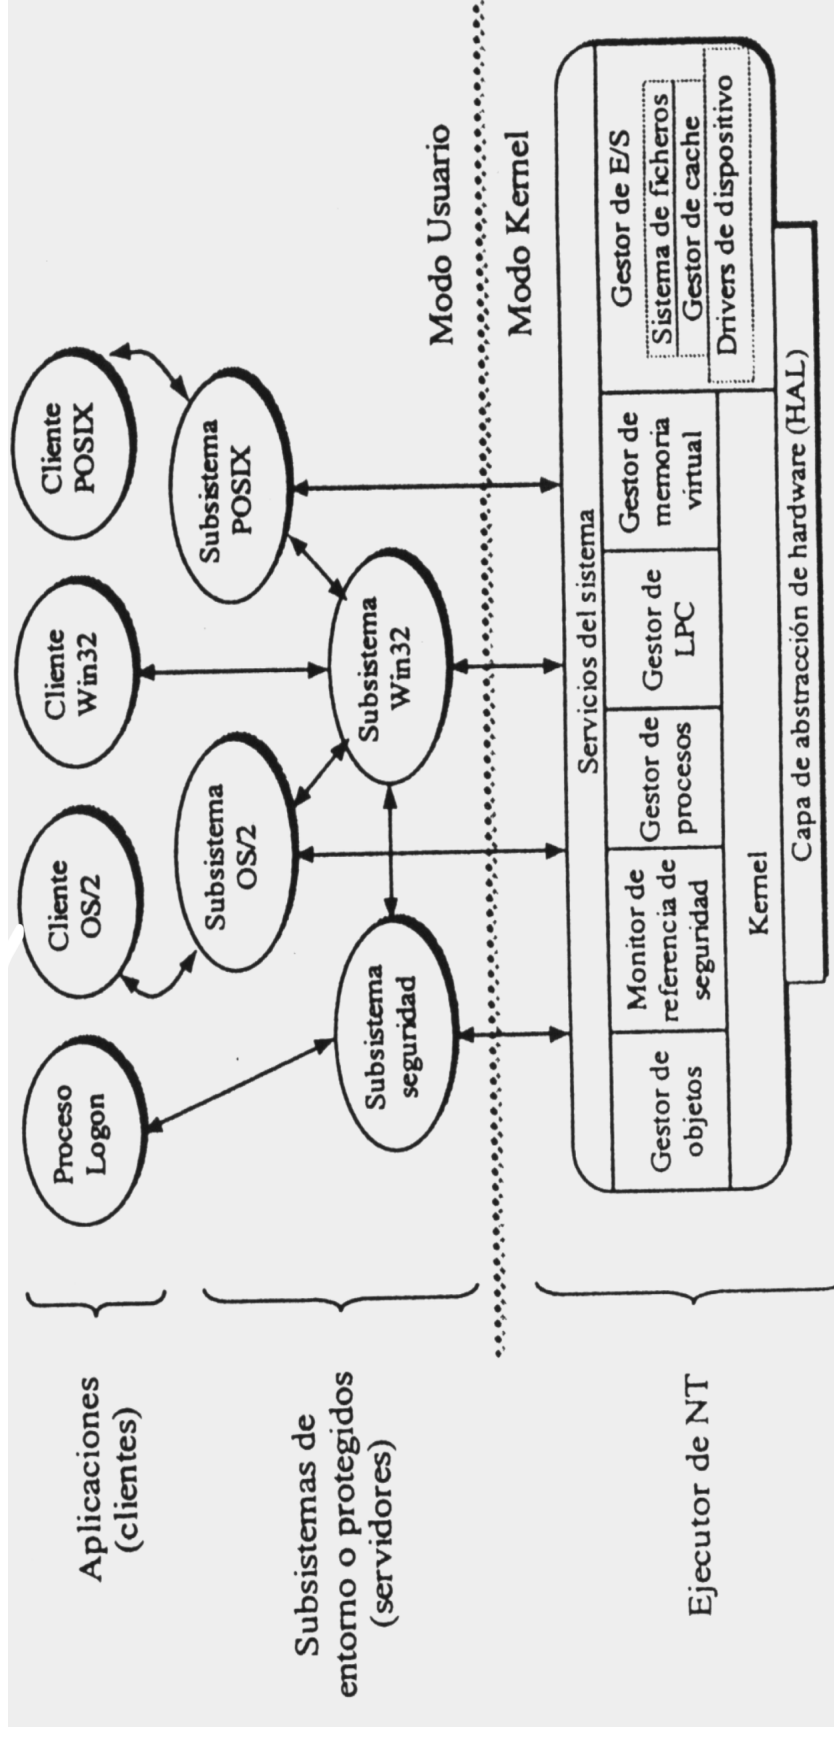 Aplicaciones
(clientes)
Proceso
Logon
Cliente
OS/2
Cliente
Win32
Cliente
POSIX
Subsistemas de
entorno o protegidos
(servidores)
Subsistema
seguridad
Subsistema
OS/2
Subsistema
Win32
Subsistema
POSIX
Modo Usuario
Modo Kernel
Ejecutor de NT
Servicios del sistema
Gestor de
objetos
Monitor de
referencia de
seguridad
Gestor de
procesos
Gestor de
LPC
Gestor de
memoria
virtual
Gestor de E/S
Sistema de ficheros
Gestor de cache
Drivers de dispositivo
Kernel
Capa de abstracción de hardware (HAL)